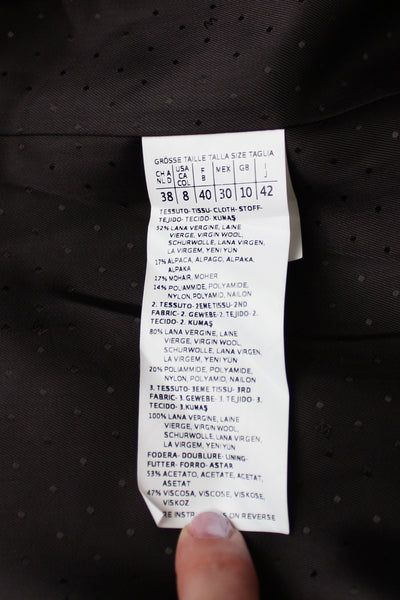 GRÖSSE TAILLE TALLA SIZE TAGLIA
CH A NL D USA CA COL F B MEX GB I J
38 8 40 30 10 42
TESSUTO-TISSU-CLOTH-STOFF-
TEJIDO-TECIDO-KUMAŞ
52% LANA VERGINE, LAINE
VIERGE, VIRGIN WOOL,
SCHURWOLLE, LANA VIRGEN,
LA VIRGEM, YENI YÜN
17% ALPACA, ALPAGO, ALPAKA,
ALPAKA
17% MOHAIR, MOHER
14% POLIAMMIDE, POLYAMIDE,
NYLON, POLYAMID, NAILON
2. TESSUTO-2EME TISSU-2ND
FABRIC-2. GEWEBE-2. TEJIDO-2.
TECIDO-2. KUMAŞ
80% LANA VERGINE, LAINE
VIERGE, VIRGIN WOOL,
SCHURWOLLE, LANA VIRGEN,
LA VIRGEM, YENI YÜN
20% POLIAMMIDE, POLYAMIDE,
NYLON, POLYAMID, NAILON
3. TESSUTO-3EME TISSU-3RD
FABRIC-3. GEWEBE-3. TEJIDO-3.
TECIDO-3.KUMAŞ
100% LANA VERGINE, LAINE
VIERGE, VIRGIN WOOL,
SCHURWOLLE, LANA VIRGEN,
LA VIRGEM, YENI YÜN
FODERA-DOUBLURE-LINING-
FUTTER-FORRO-ASTAR
53% ACETATO, ACETATE, ACETAT,
ASETAT
47% VISCOSA, VISCOSE, VISKOSE,
VISKOZ
RE INSTR ON REVERSE